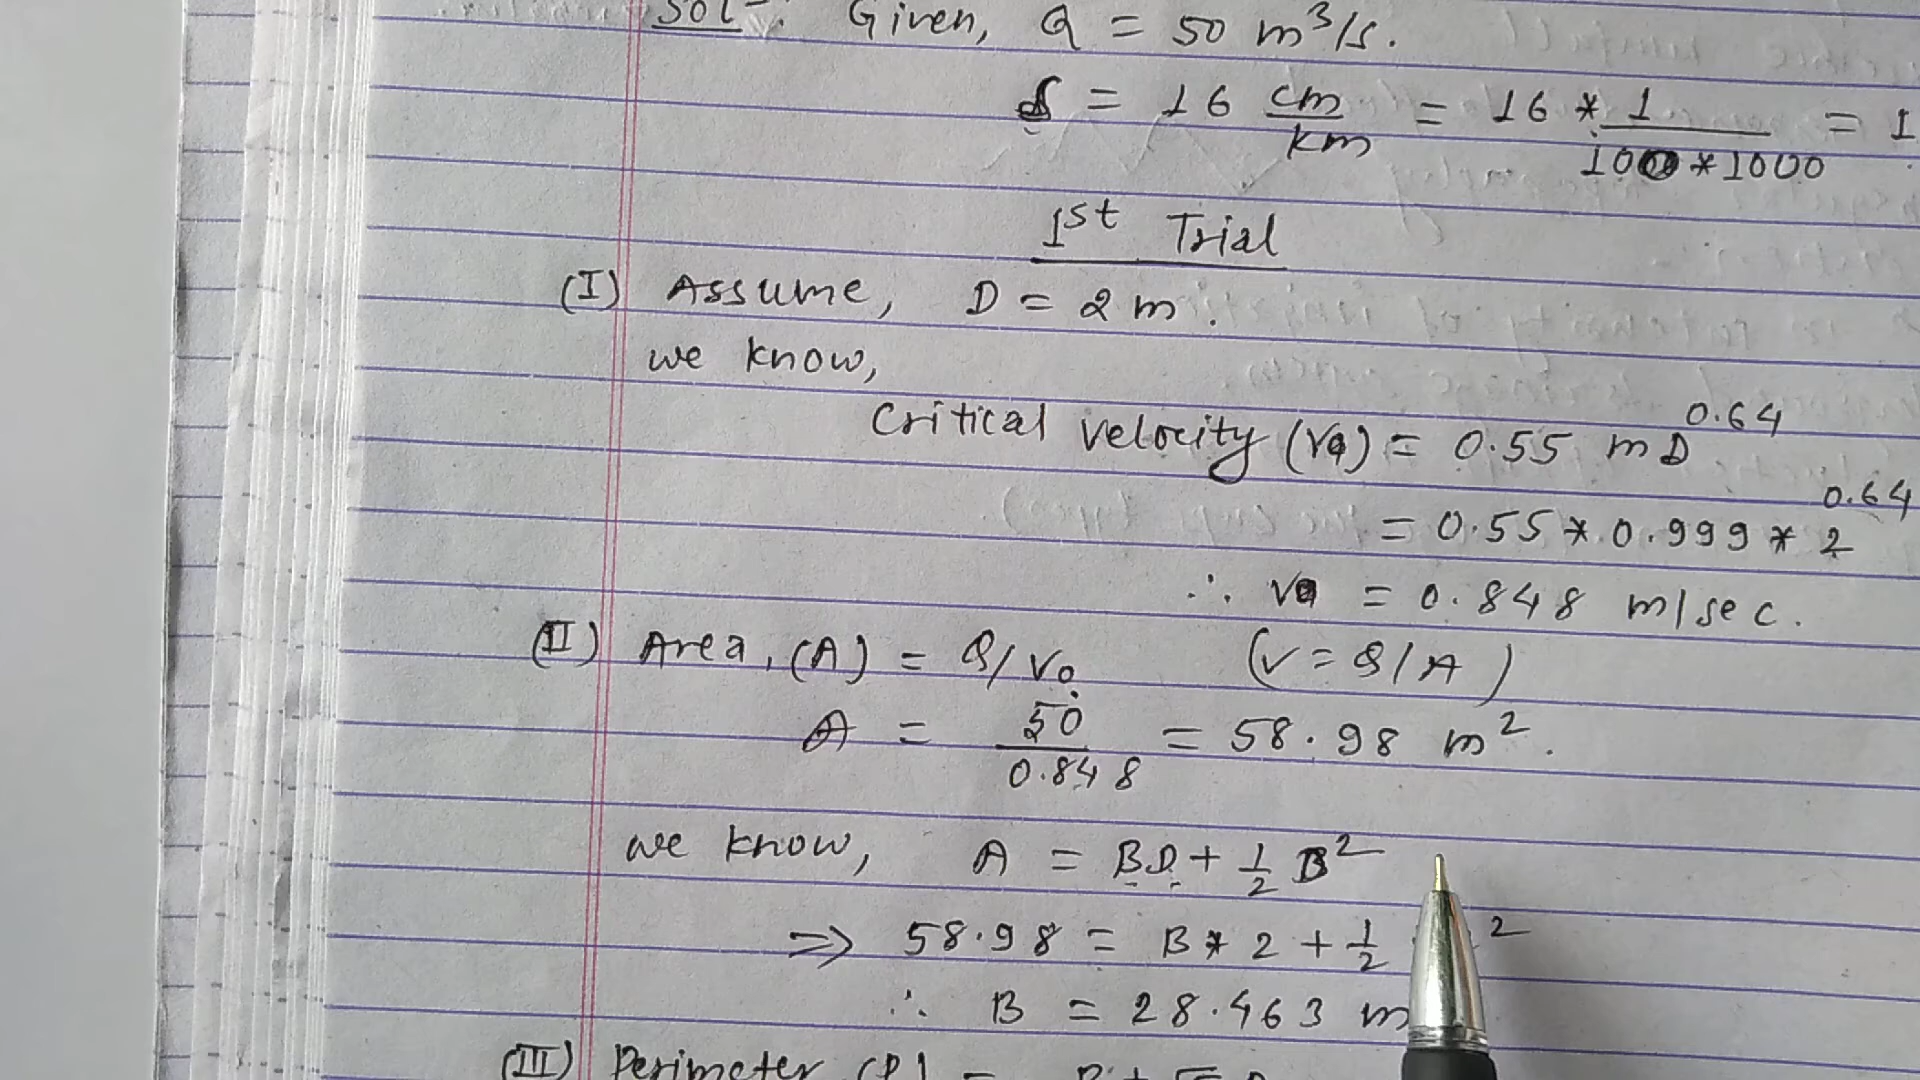 Solⁿ: Given, Q = 50 m³/s.
S = 16 cm/km = 16 * 1/(100 * 1000) = 1
1st Trial
(I) Assume, D = 2 m.
we know,
Critical velocity (V0) = 0.55 m D^0.64
= 0.55 * 0.999 * 2^0.64
∴ V0 = 0.848 m/sec.
(II) Area, (A) = Q/V0 (V = Q/A)
A = 50/0.848 = 58.98 m².
we know, A = BD + 1/2 B²
⇒ 58.98 = B * 2 + 1/2 ²
∴ B = 28.463 m
(III) Perimeter (P) =